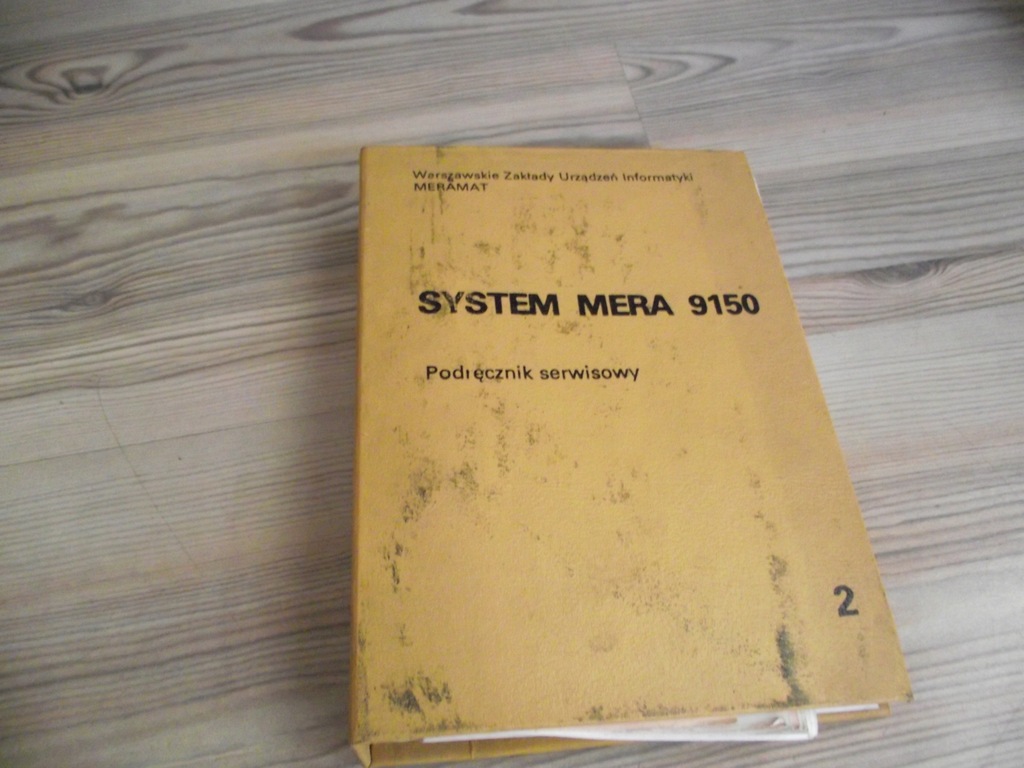 Warszawskie Zakłady Urządzeń Informatyki
MERAMAT
SYSTEM MERA 9150
Podręcznik serwisowy
2